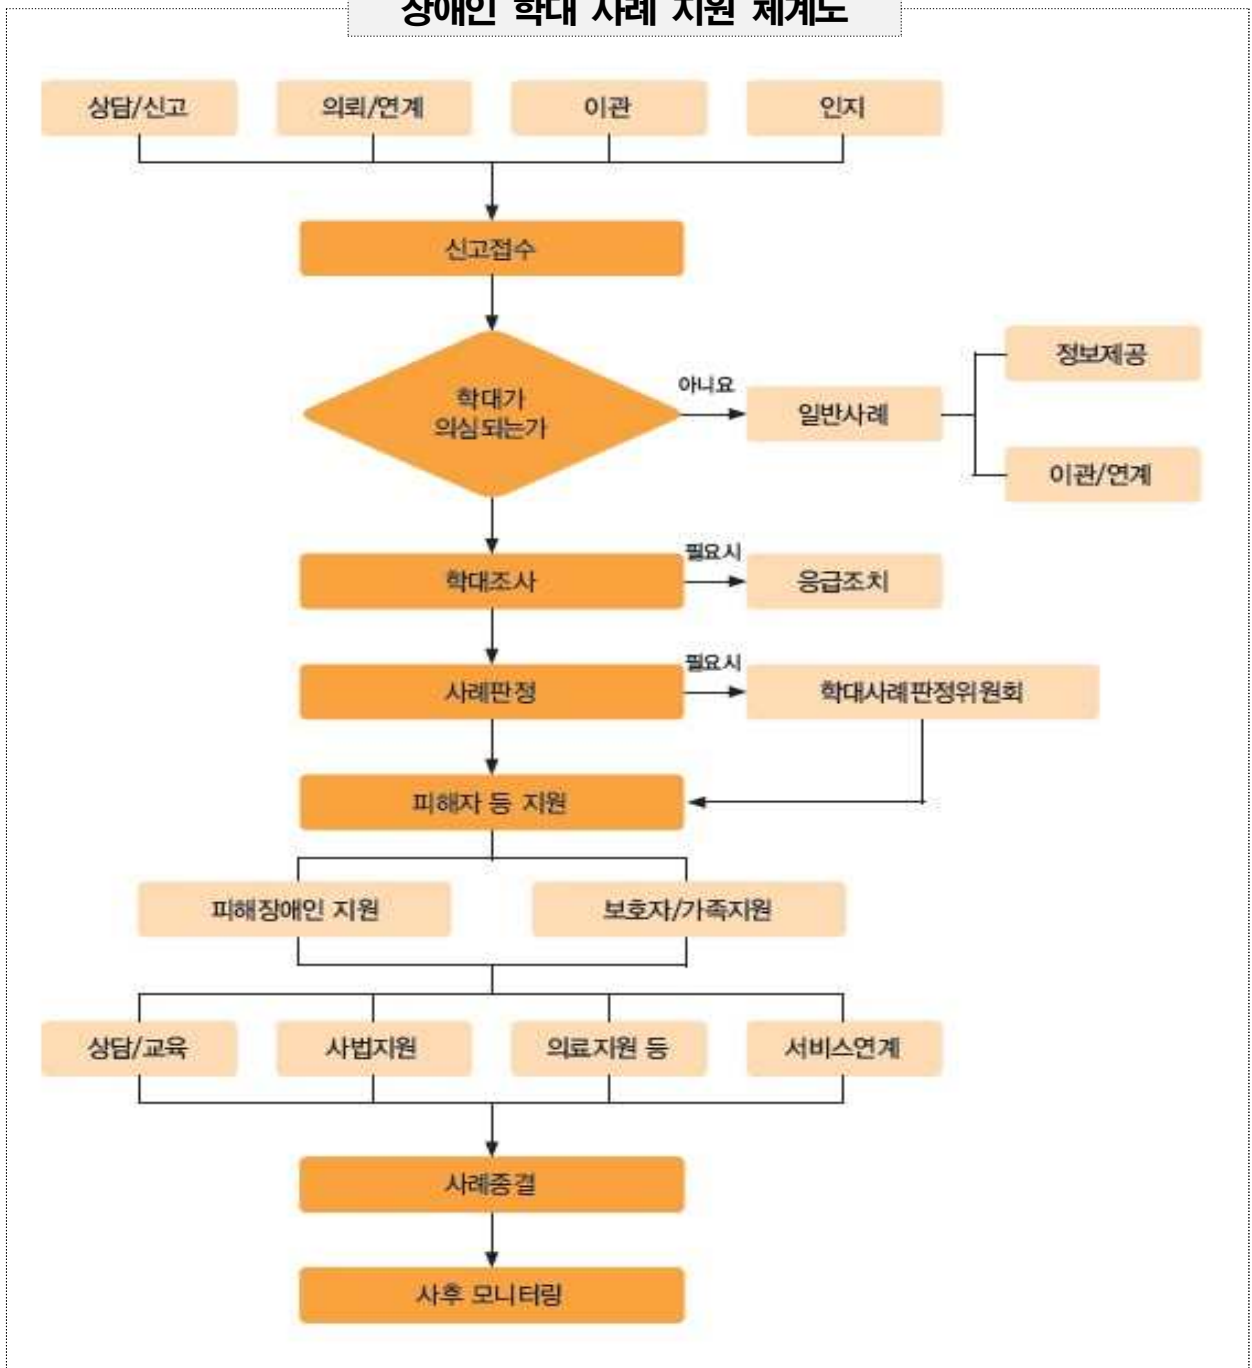 장애인 학대 사례 지원 체계도
상담/신고
의뢰/연계
이관
인지
신고접수
학대가
의심되는가
아니요
일반사례
정보제공
이관/연계
학대조사
필요시
응급조치
사례판정
필요시
학대사례판정위원회
피해자 등 지원
피해장애인 지원
보호자/가족지원
상담/교육
사법지원
의료지원 등
서비스연계
사례종결
사후 모니터링